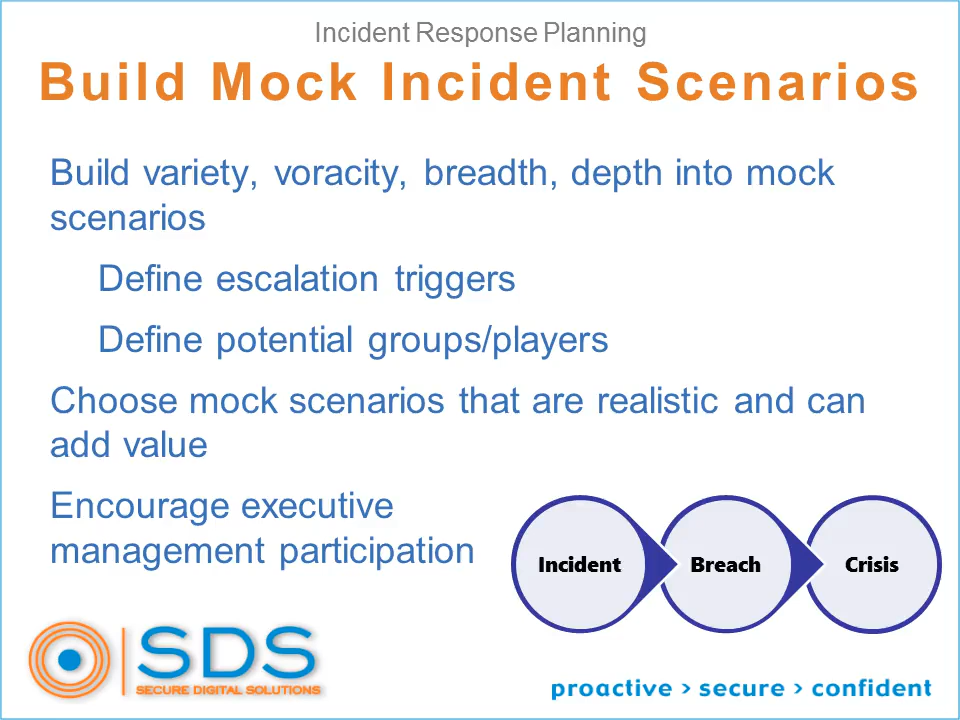 Incident Response Planning
Build Mock Incident Scenarios
Build variety, voracity, breadth, depth into mock
scenarios
Define escalation triggers
Define potential groups/players
Choose mock scenarios that are realistic and can
add value
Encourage executive
management participation
Incident
Breach
Crisis
SDS
SECURE DIGITAL SOLUTIONS
proactive > secure > confident